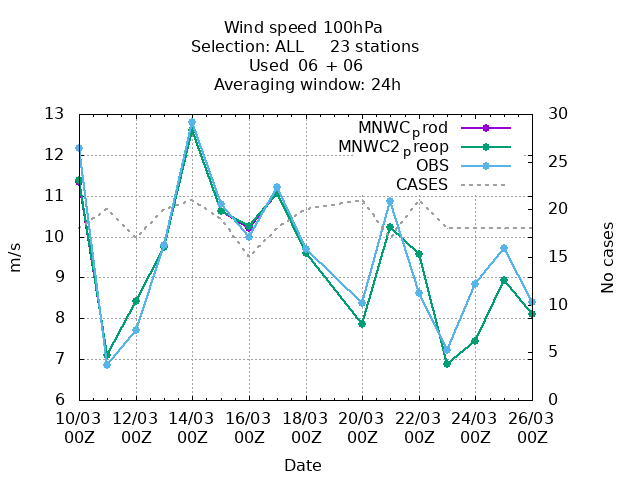 Wind speed 100hPa
Selection: ALL 23 stations
Used 06 + 06
Averaging window: 24h
13 30
MNWCprod
MNWC2preop
12 25
OBS
CASES
11 20
10
m/s
No cases
15
9
10
8
7 5
6 0
10/03 12/03 14/03 16/03 18/03 20/03 22/03 24/03 26/03
00Z 00Z 00Z 00Z 00Z 00Z 00Z 00Z 00Z
Date